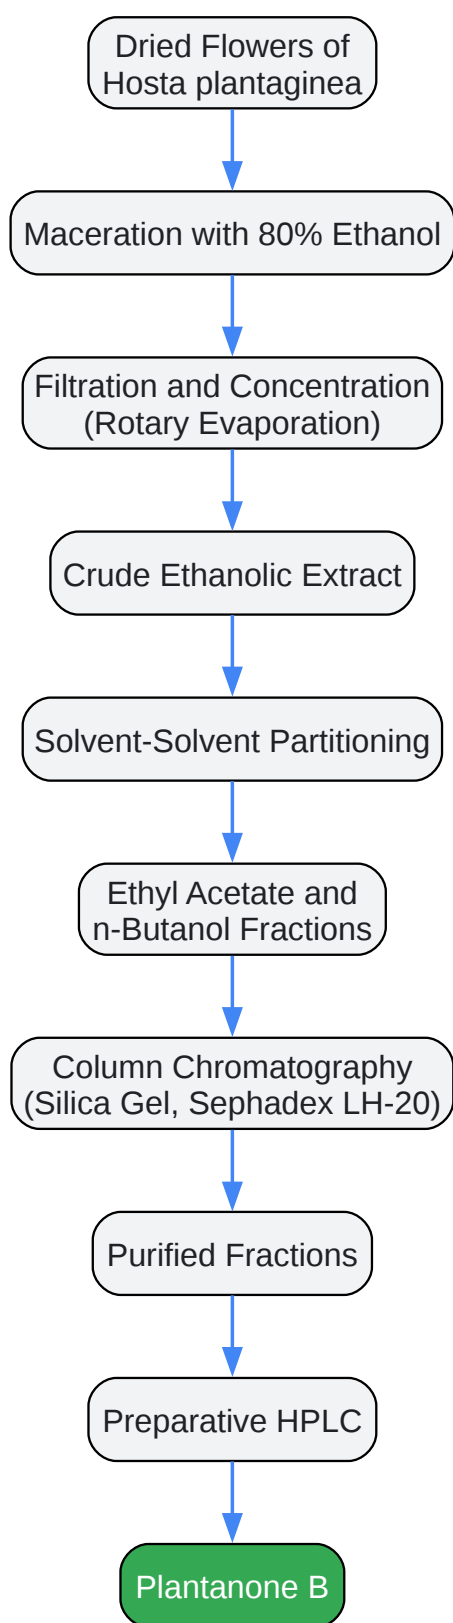 Dried Flowers of
Hosta plantaginea
Maceration with 80% Ethanol
Filtration and Concentration
(Rotary Evaporation)
Crude Ethanolic Extract
Solvent-Solvent Partitioning
Ethyl Acetate and
n-Butanol Fractions
Column Chromatography
(Silica Gel, Sephadex LH-20)
Purified Fractions
Preparative HPLC
Plantanone B